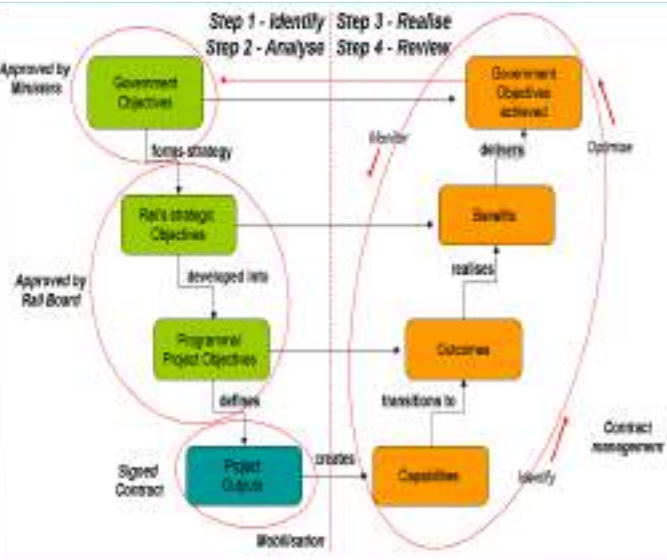 Step 1 - Identify
Step 2 - Analyse
Step 3 - Realise
Step 4 - Review
Approved by
Ministers
Government
Objectives
Government
Objectives
achieved
Monitor
Optimise
forms strategy
delivers
Rail's strategic
Objectives
Benefits
Approved by
Rail Board
developed into
realises
Programme/
Project Objectives
Outcomes
defines
transitions to
Contract
management
Signed
Contract
Project
Outputs
creates
Capabilities
Identify
Mobilisation